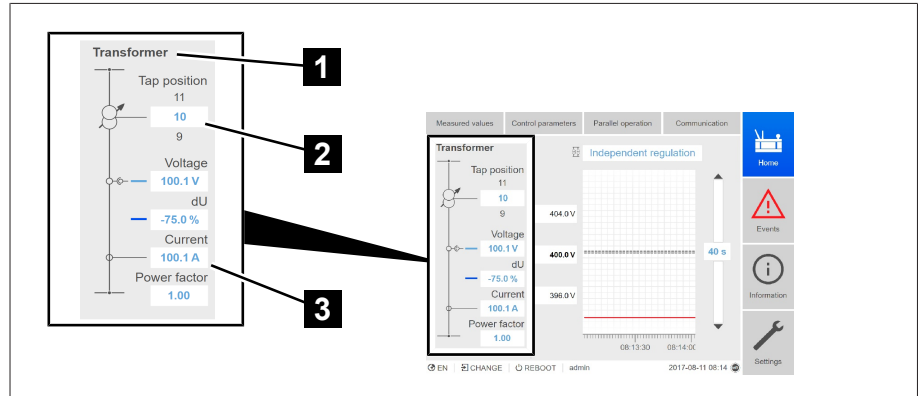 Transformer
1
Tap position
11
10
2
9
Voltage
100.1 V
dU
-75.0 %
Current
100.1 A
3
Power factor
1.00
Measured values Control parameters Parallel operation Communication
Home
Transformer
Independent regulation
Tap position
11
10
9
404.0 V
Voltage
100.1 V
400.0 V
40 s
dU
-75.0 %
Current
396.0 V
100.1 A
Power factor
1.00
08:13:30 08:14:00
Events
Information
Settings
EN CHANGE REBOOT admin 2017-08-11 08:14